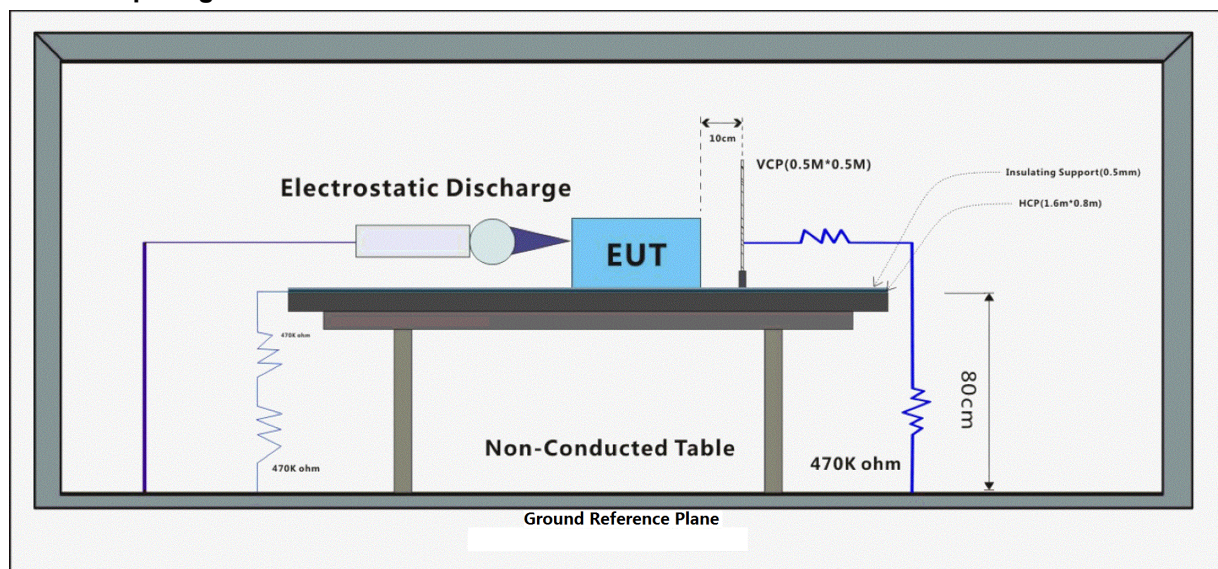 10cm
VCP(0.5M*0.5M)
Insulating Support(0.5mm)
Electrostatic Discharge
HCP(1.6m*0.8m)
EUT
470K ohm
80cm
Non-Conducted Table
470K ohm
470K ohm
Ground Reference Plane